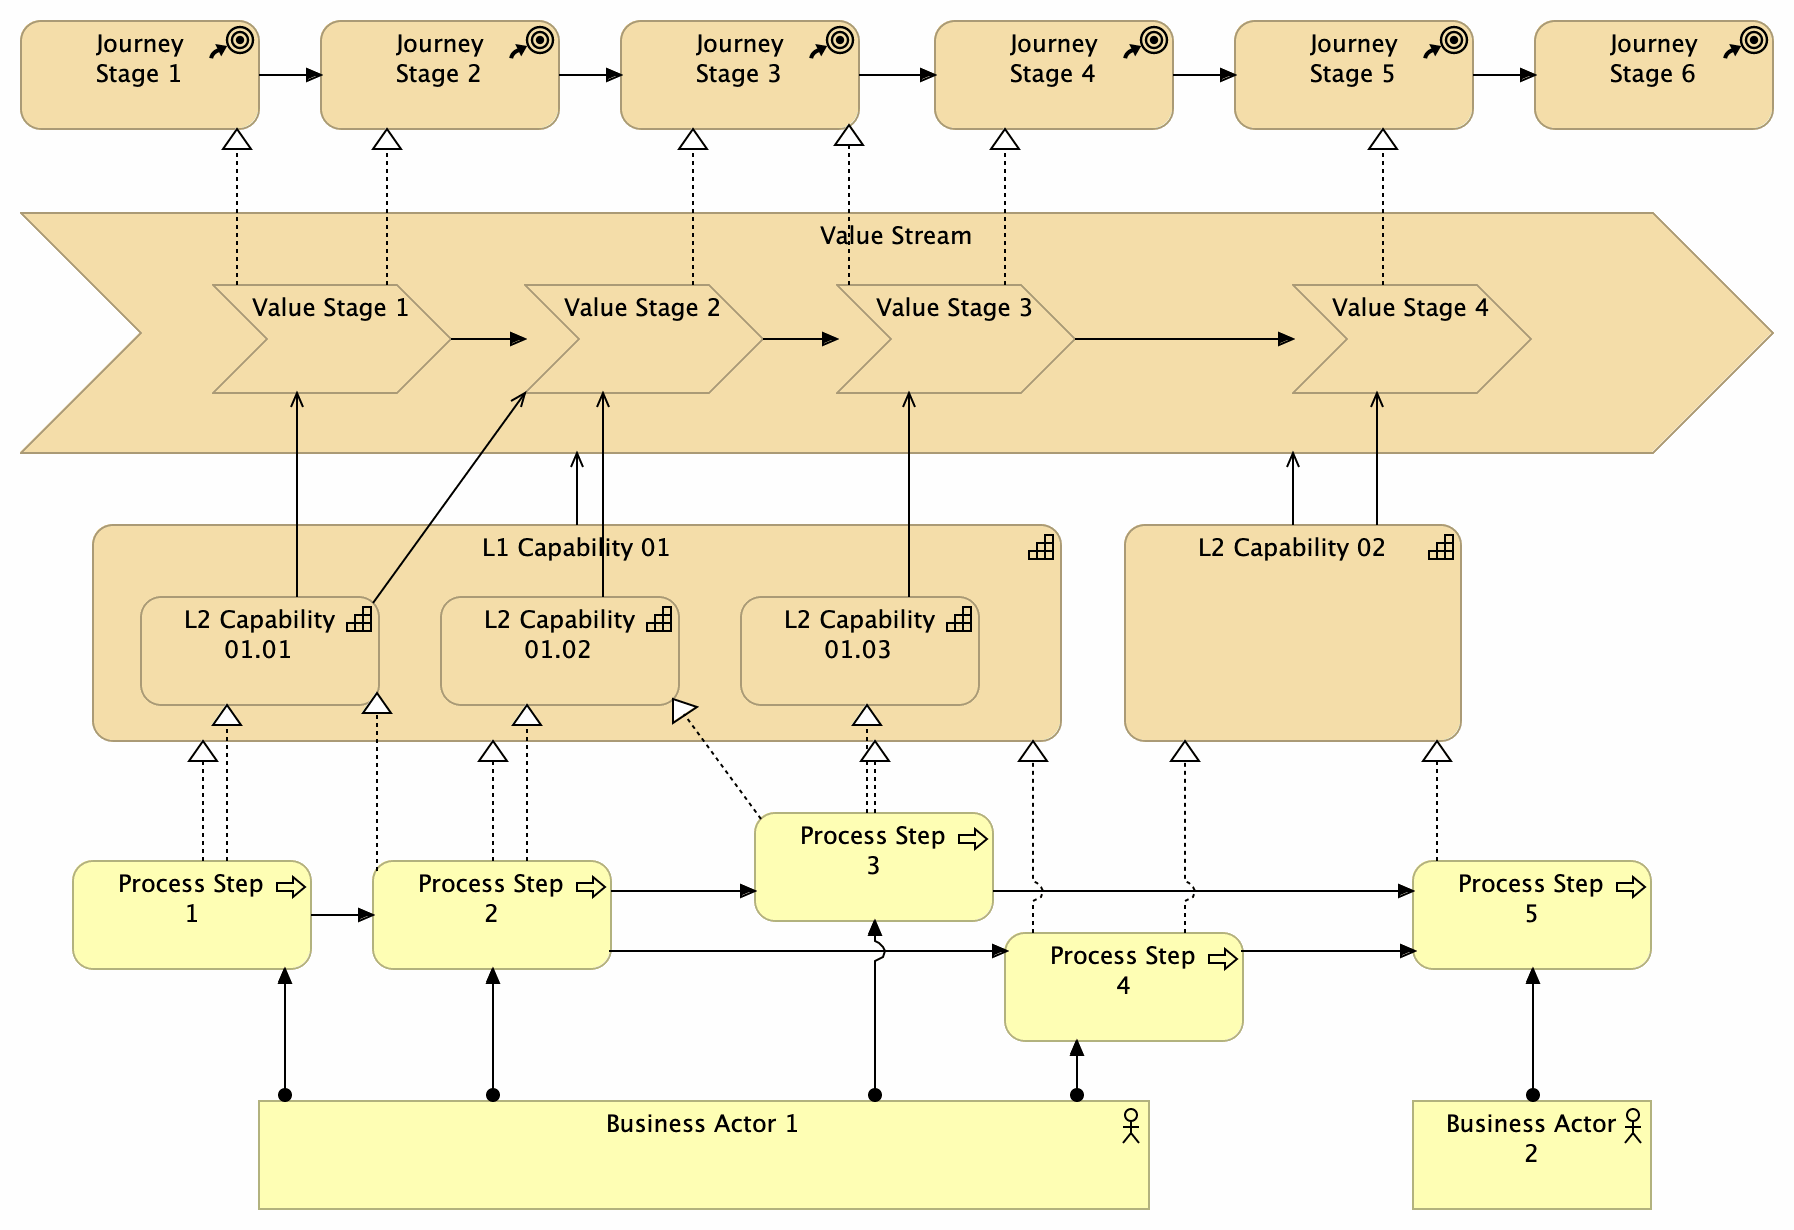 Journey
Stage 1
Journey
Stage 2
Journey
Stage 3
Journey
Stage 4
Journey
Stage 5
Journey
Stage 6
Value Stream
Value Stage 1
Value Stage 2
Value Stage 3
Value Stage 4
L1 Capability 01
L2 Capability 02
L2 Capability
01.01
L2 Capability
01.02
L2 Capability
01.03
Process Step
3
Process Step
1
Process Step
2
Process Step
5
Process Step
4
Business Actor 1
Business Actor
2